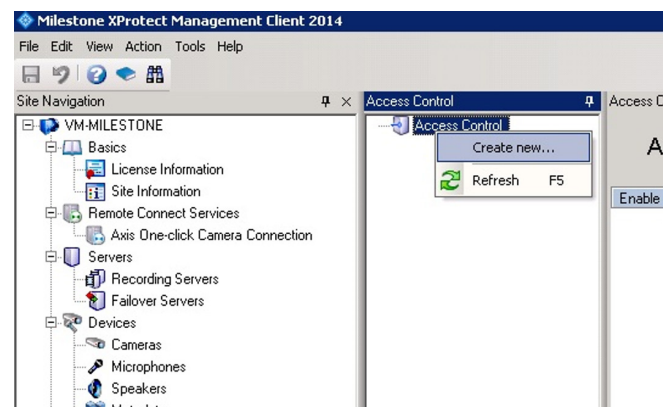 Milestone XProtect Management Client 2014
File Edit View Action Tools Help
Site Navigation
Access Control
Access C
VM-MILESTONE
Access Control
Basics
Create new...
A
License Information
Refresh F5
Site Information
Enable
Remote Connect Services
Axis One-click Camera Connection
Servers
Recording Servers
Failover Servers
Devices
Cameras
Microphones
Speakers